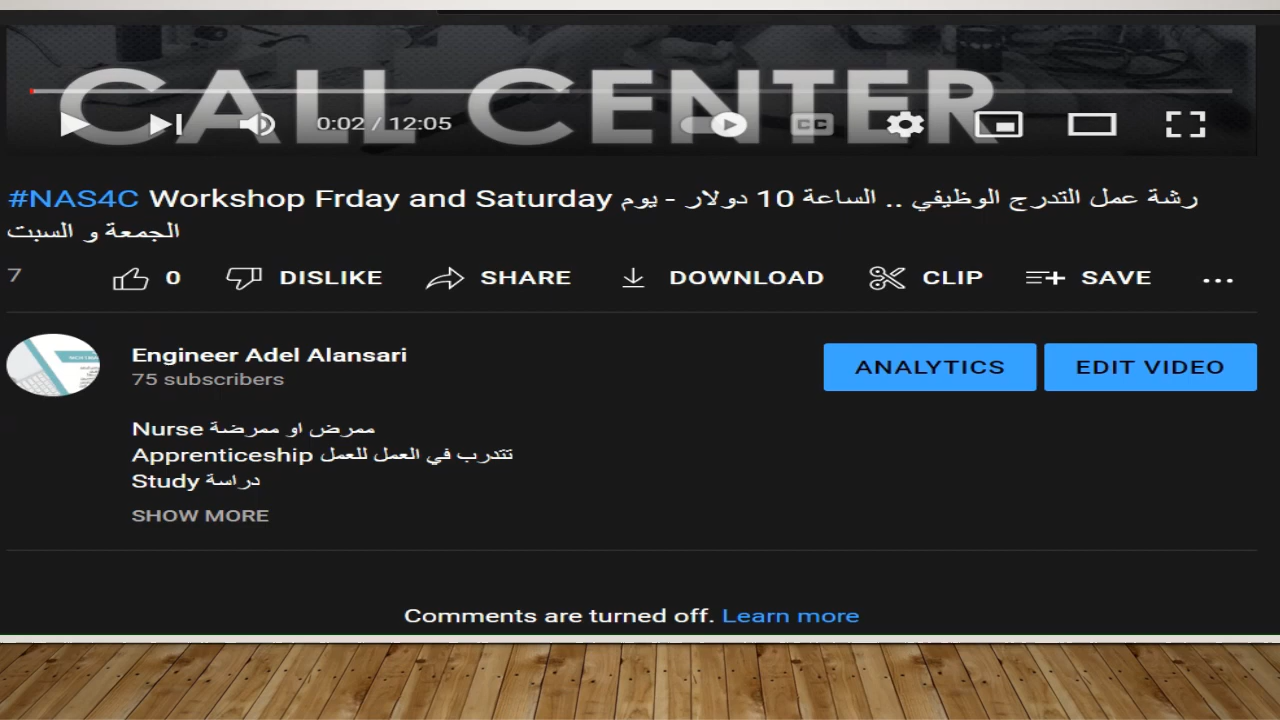 CALL CENTER
0:02 / 12:05
CC
#NAS4C Workshop Frday and Saturday رشة عمل التدرج الوظيفي .. الساعة 10 دولار - يوم
الجمعة و السبت
7 0 DISLIKE SHARE DOWNLOAD CLIP SAVE ...
Engineer Adel Alansari
75 subscribers
ANALYTICS EDIT VIDEO
Nurse ممرض او ممرضة
Apprenticeship تتدرب في العمل للعمل
Study دراسة
SHOW MORE
Comments are turned off. Learn more